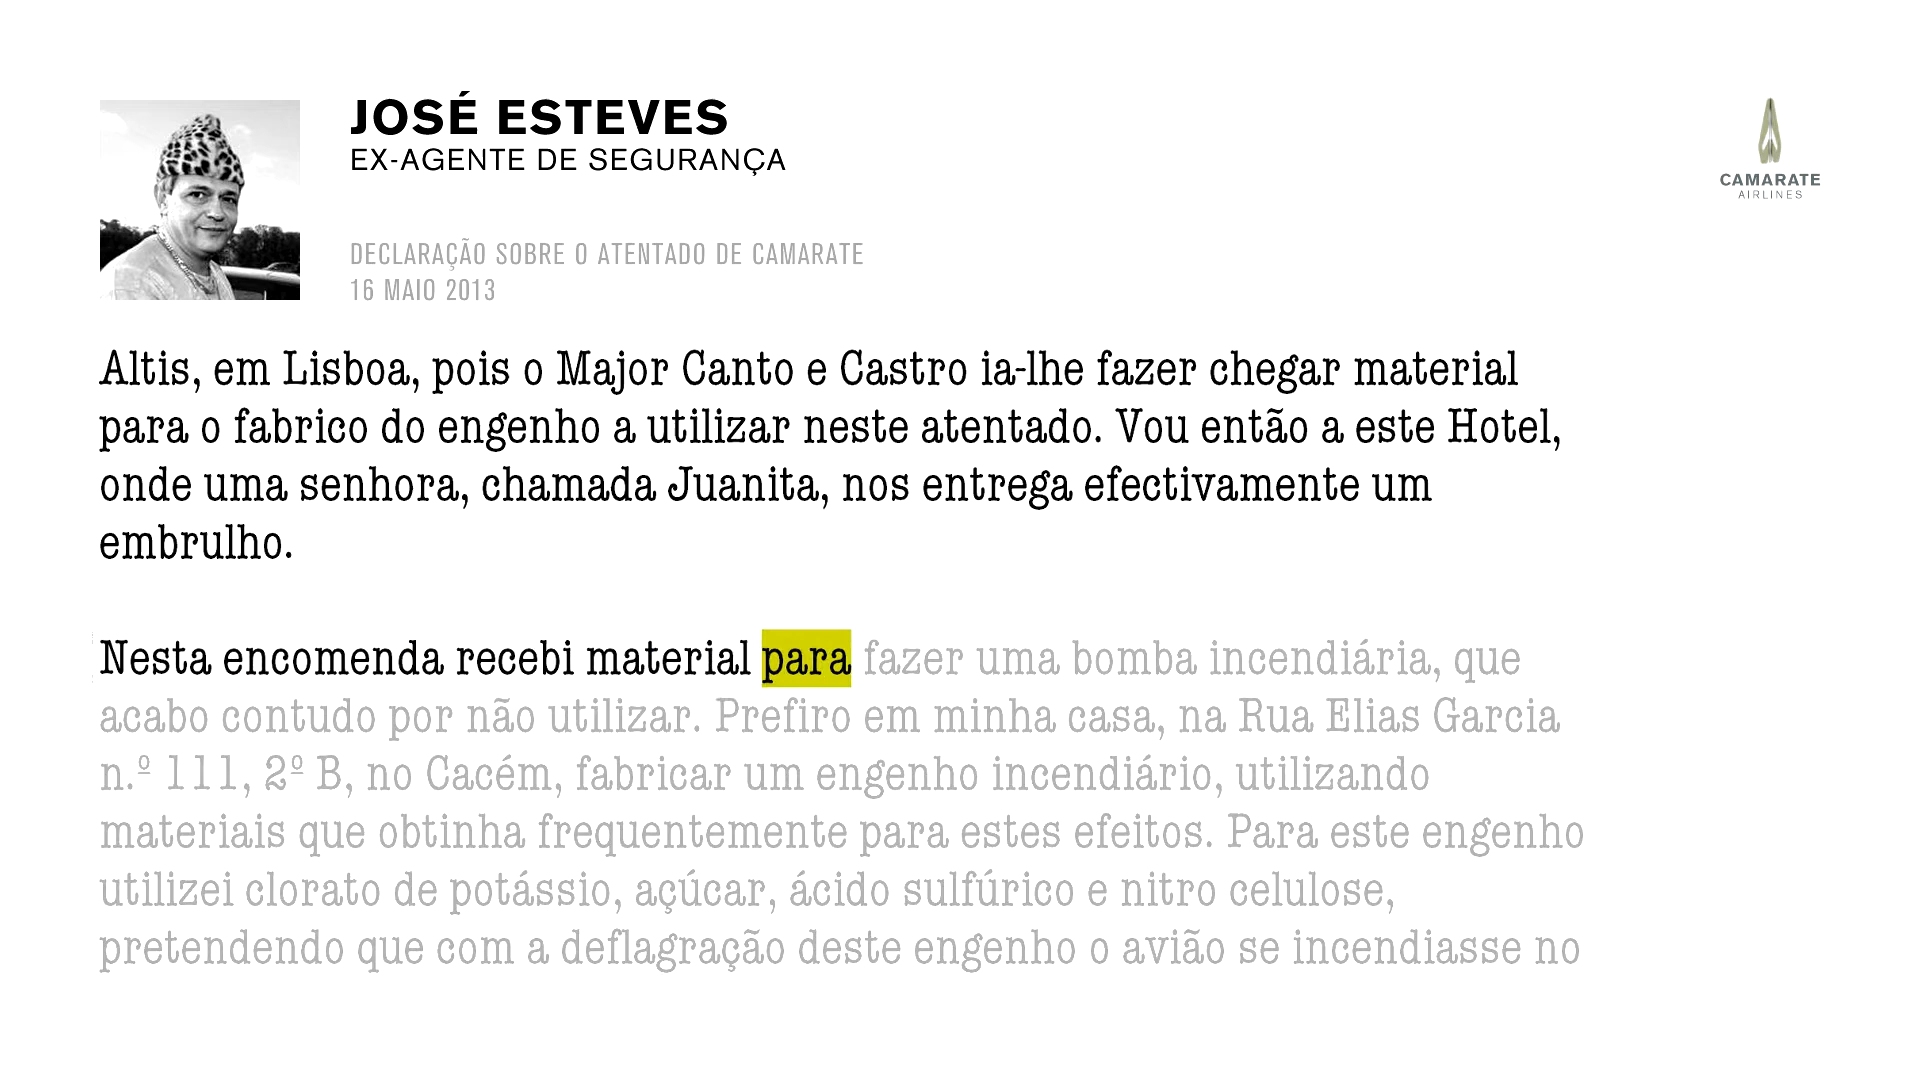 JOSÉ ESTEVES
EX-AGENTE DE SEGURANÇA
CAMARATE
AIRLINES
DECLARAÇÃO SOBRE O ATENTADO DE CAMARATE
16 MAIO 2013
Altis, em Lisboa, pois o Major Canto e Castro ia-lhe fazer chegar material
para o fabrico do engenho a utilizar neste atentado. Vou então a este Hotel,
onde uma senhora, chamada Juanita, nos entrega efectivamente um
embrulho.
Nesta encomenda recebi material para fazer uma bomba incendiária, que
acabo contudo por não utilizar. Prefiro em minha casa, na Rua Elias Garcia
n.º 111, 2º B, no Cacém, fabricar um engenho incendiário, utilizando
materiais que obtinha frequentemente para estes efeitos. Para este engenho
utilizei clorato de potássio, açúcar, ácido sulfúrico e nitro celulose,
pretendendo que com a deflagração deste engenho o avião se incendiasse no